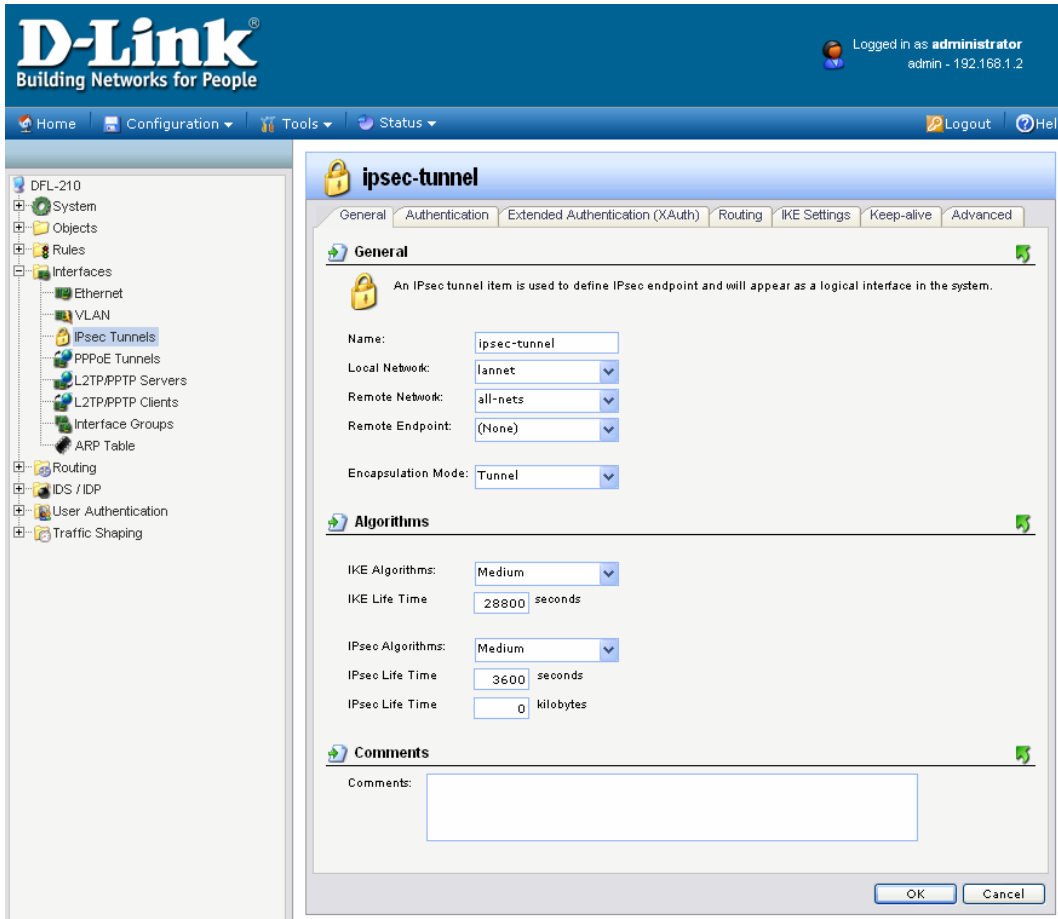 D-Link®
Building Networks for People
Logged in as administrator
admin - 192.168.1.2
Home Configuration Tools Status Logout Hel
DFL-210
System
Objects
Rules
Interfaces
Ethernet
VLAN
IPsec Tunnels
PPPoE Tunnels
L2TP/PPTP Servers
L2TP/PPTP Clients
Interface Groups
ARP Table
Routing
IDS / IDP
User Authentication
Traffic Shaping
ipsec-tunnel
General Authentication Extended Authentication (XAuth) Routing IKE Settings Keep-alive Advanced
General
An IPsec tunnel item is used to define IPsec endpoint and will appear as a logical interface in the system.
Name: ipsec-tunnel
Local Network: lannet
Remote Network: all-nets
Remote Endpoint: (None)
Encapsulation Mode: Tunnel
Algorithms
IKE Algorithms: Medium
IKE Life Time 28800 seconds
IPsec Algorithms: Medium
IPsec Life Time 3600 seconds
IPsec Life Time 0 kilobytes
Comments
Comments:
OK Cancel